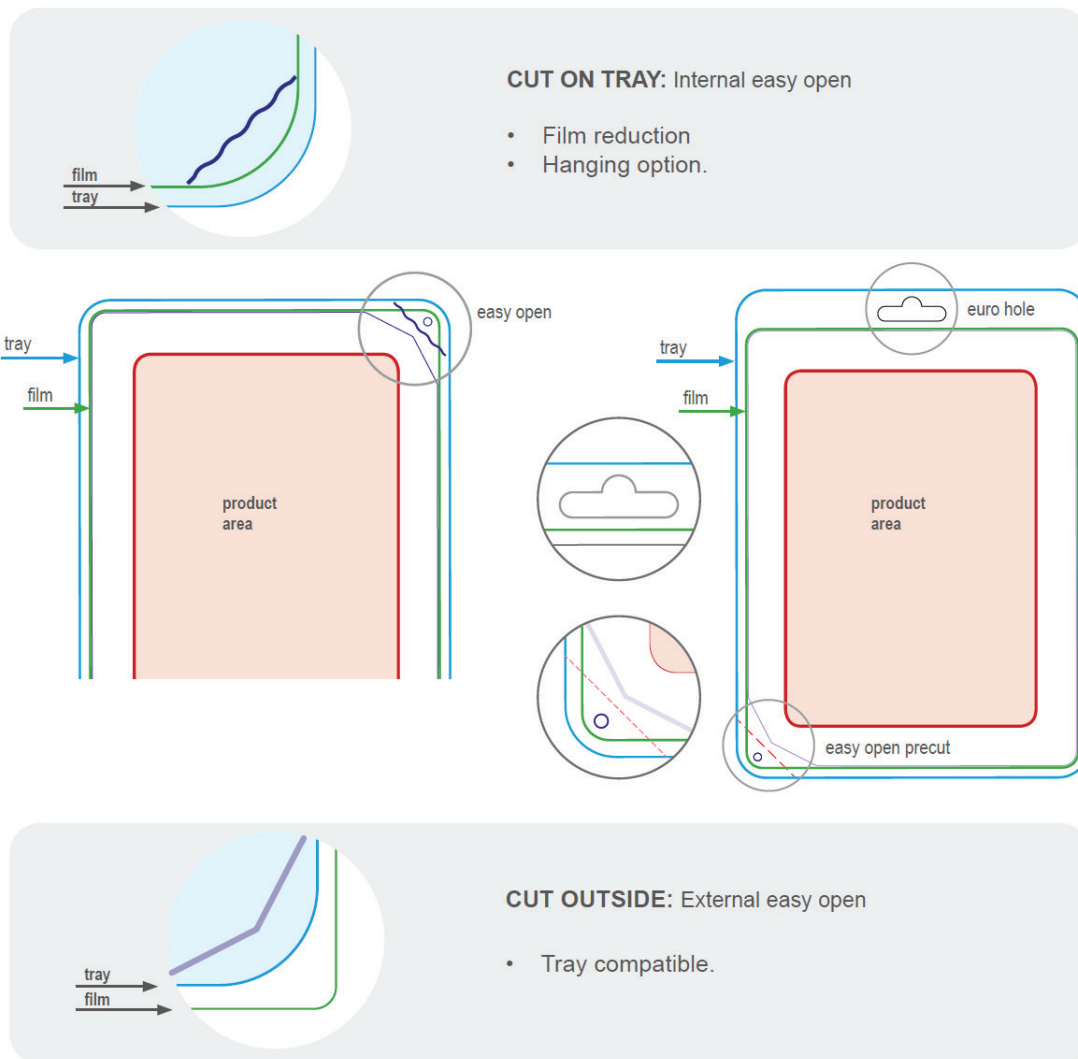 CUT ON TRAY: Internal easy open
• Film reduction
• Hanging option.
film
tray
easy open
tray
film
product
area
euro hole
tray
film
product
area
easy open precut
CUT OUTSIDE: External easy open
• Tray compatible.
tray
film